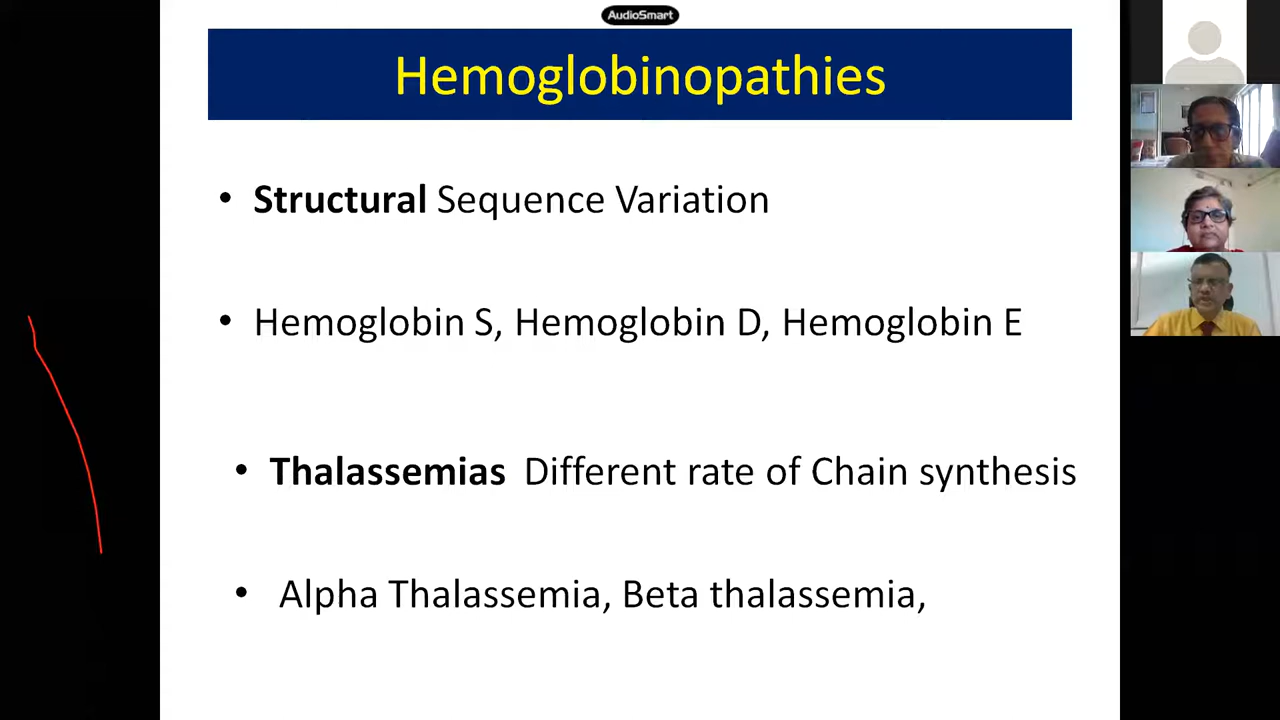 AudioSmart
Hemoglobinopathies
• Structural Sequence Variation
• Hemoglobin S, Hemoglobin D, Hemoglobin E
• Thalassemias Different rate of Chain synthesis
• Alpha Thalassemia, Beta thalassemia,